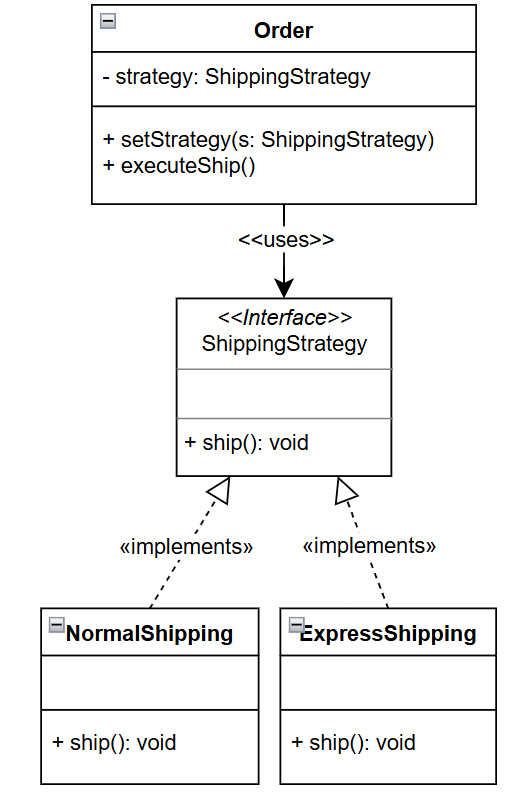 Order
- strategy: ShippingStrategy
+ setStrategy(s: ShippingStrategy)
+ executeShip()
<<uses>>
<<Interface>>
ShippingStrategy
+ ship(): void
«implements»
«implements»
NormalShipping
+ ship(): void
ExpressShipping
+ ship(): void